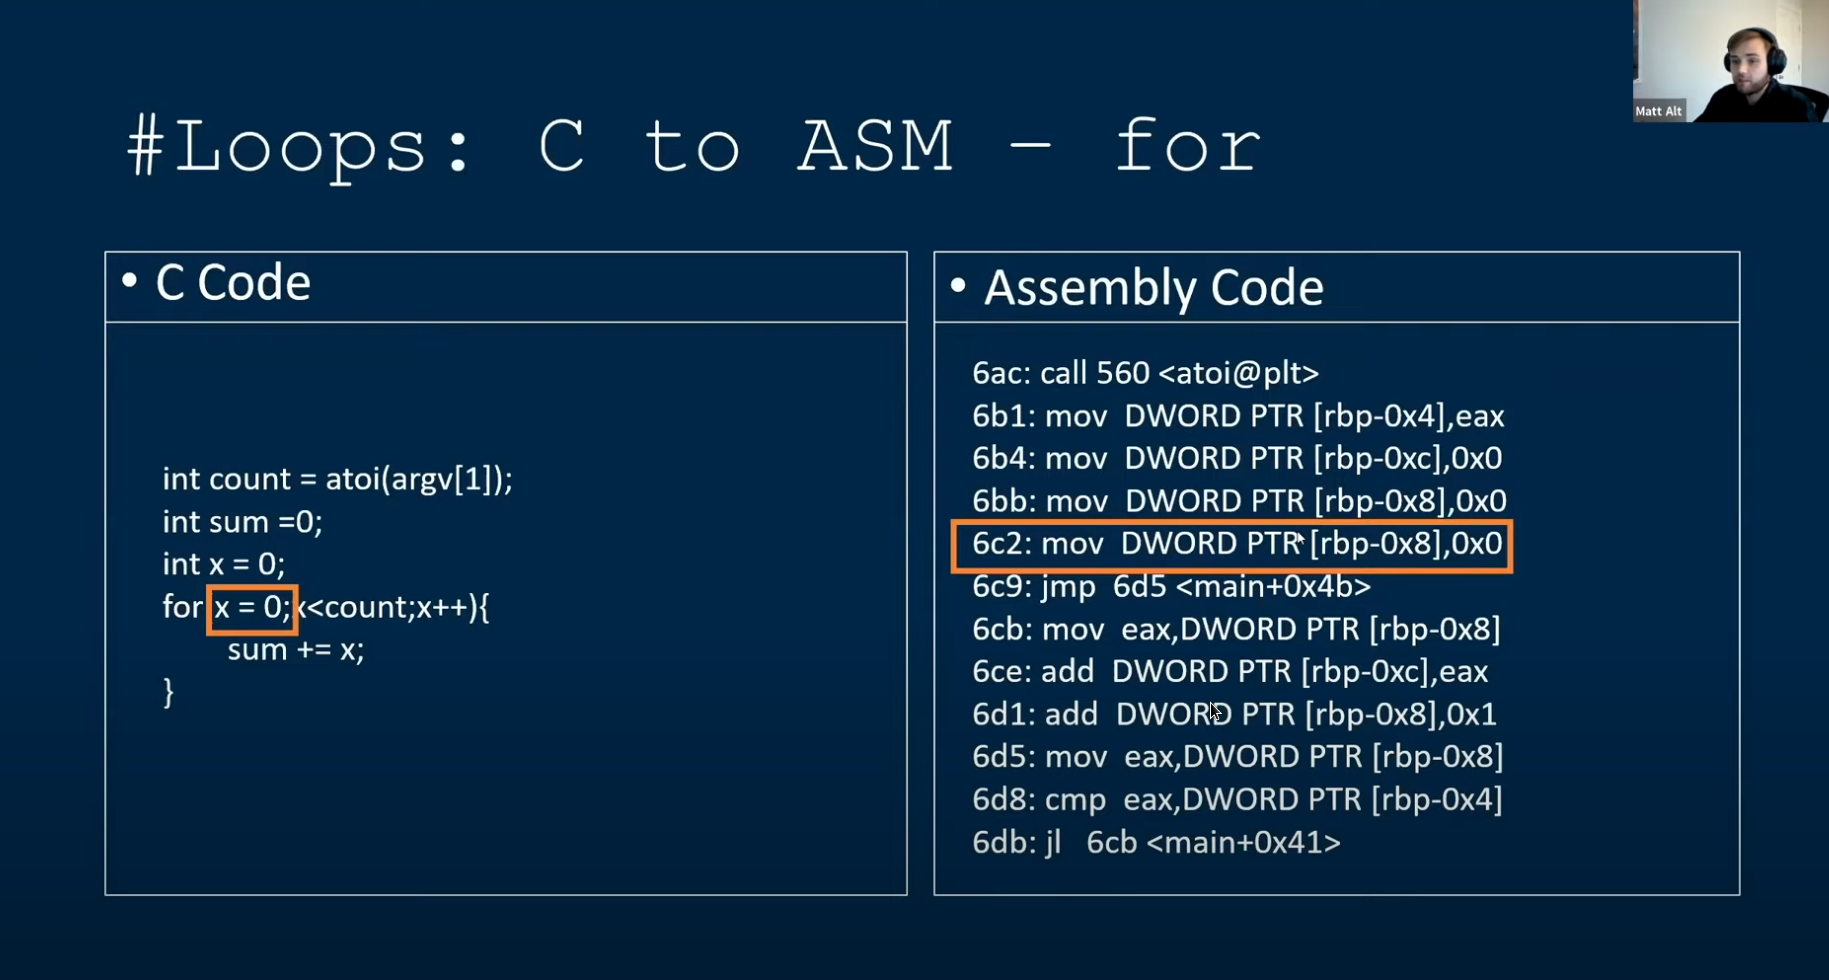 Matt Alt
#Loops: C to ASM – for
• C Code
int count = atoi(argv[1]);
int sum =0;
int x = 0;
for x = 0;x<count;x++){
sum += x;
}
• Assembly Code
6ac: call 560 <atoi@plt>
6b1: mov DWORD PTR [rbp-0x4],eax
6b4: mov DWORD PTR [rbp-0xc],0x0
6bb: mov DWORD PTR [rbp-0x8],0x0
6c2: mov DWORD PTR [rbp-0x8],0x0
6c9: jmp 6d5 <main+0x4b>
6cb: mov eax,DWORD PTR [rbp-0x8]
6ce: add DWORD PTR [rbp-0xc],eax
6d1: add DWORD PTR [rbp-0x8],0x1
6d5: mov eax,DWORD PTR [rbp-0x8]
6d8: cmp eax,DWORD PTR [rbp-0x4]
6db: jl 6cb <main+0x41>